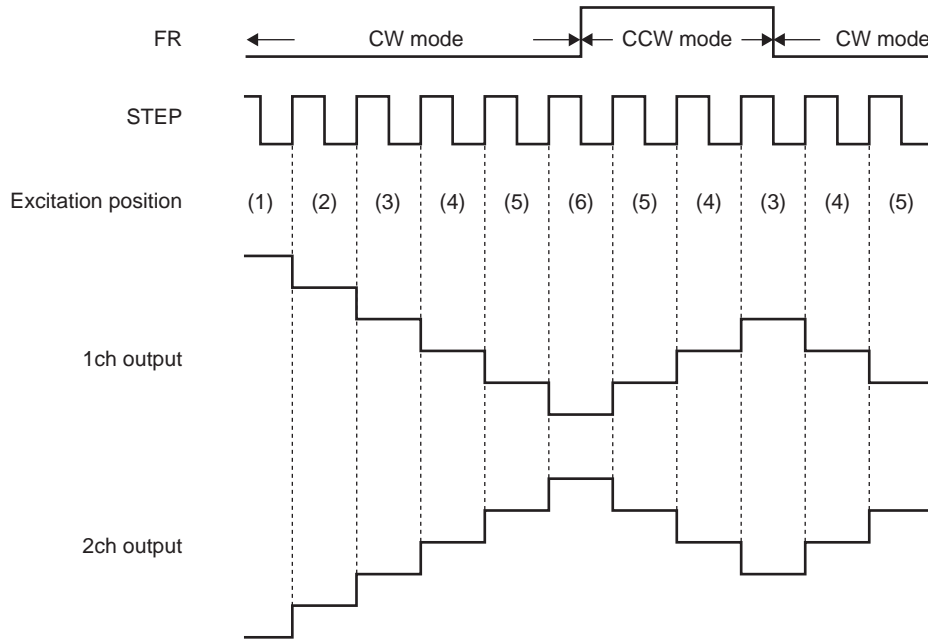 FR
CW mode
CCW mode
CW mode
STEP
Excitation position
(1)
(2)
(3)
(4)
(5)
(6)
(5)
(4)
(3)
(4)
(5)
1ch output
2ch output